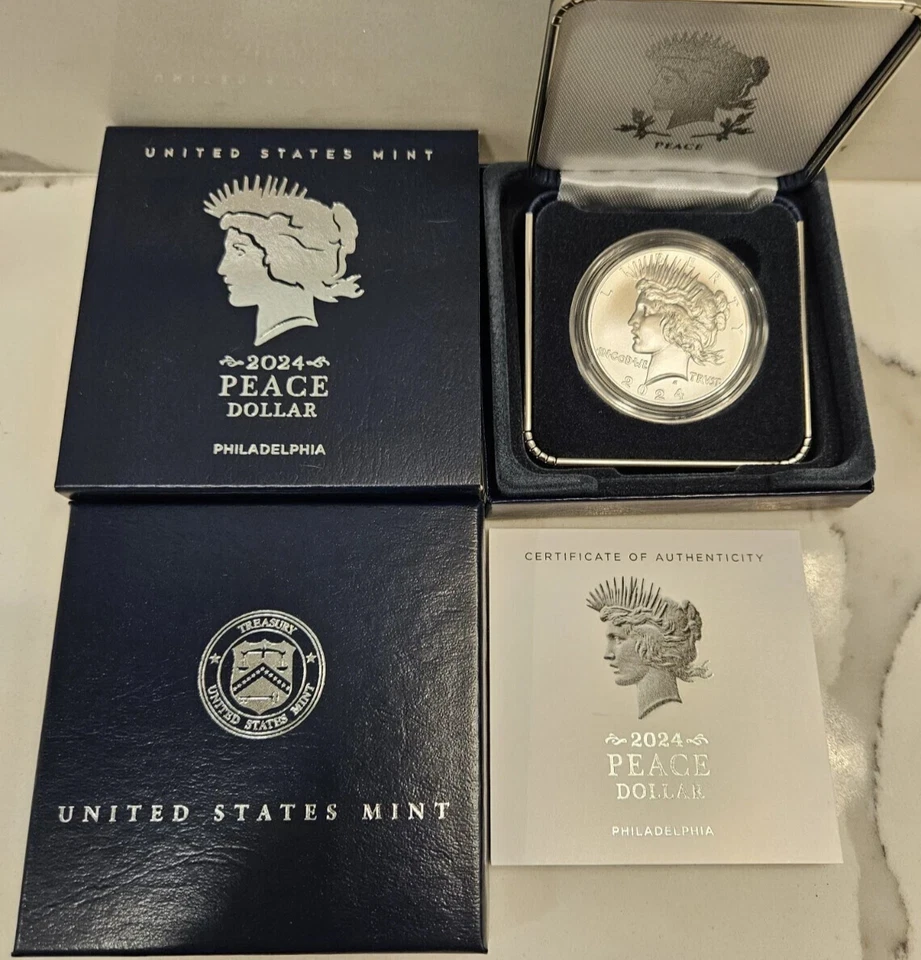 UNITED STATES MINT
2024
PEACE
DOLLAR
PHILADELPHIA
PEACE
LIBERTY
IN GOD WE
TRVST
2024
TREASURY
UNITED STATES MINT
UNITED STATES MINT
CERTIFICATE OF AUTHENTICITY
2024
PEACE
DOLLAR
PHILADELPHIA